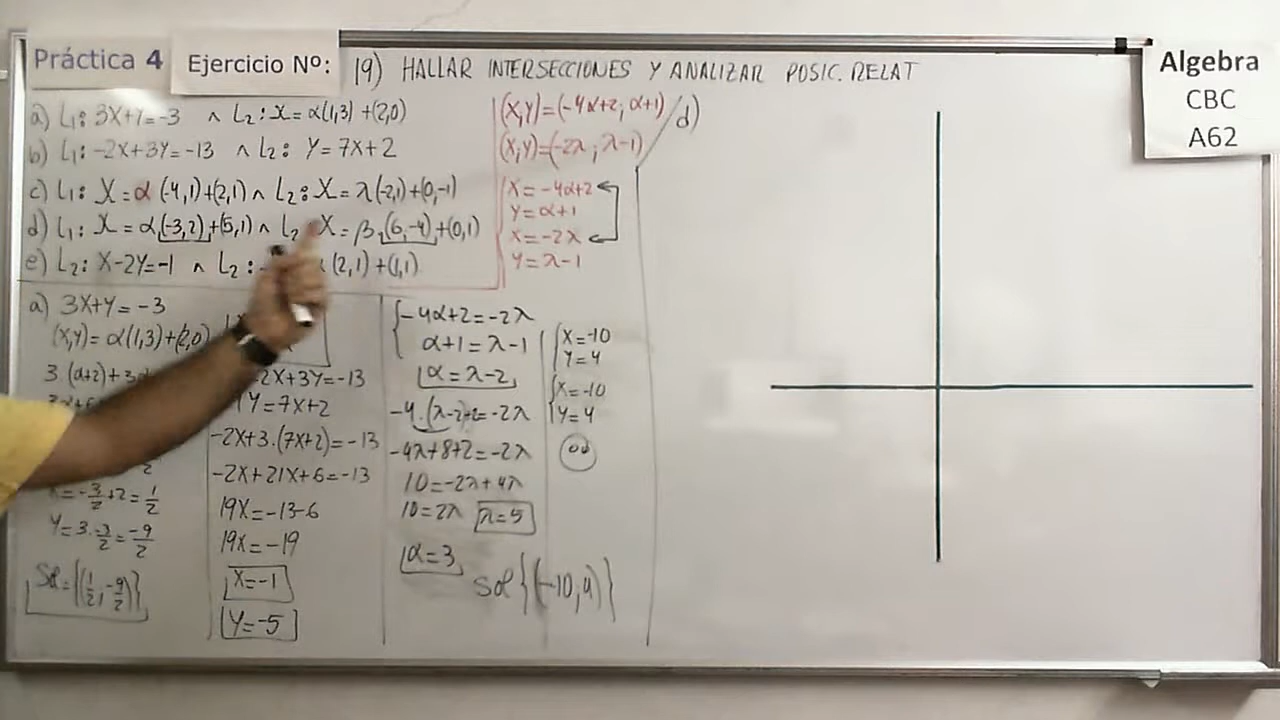 Práctica 4
Ejercicio Nº:
19) HALLAR INTERSECCIONES Y ANALIZAR POSIC. RELAT
Algebra
CBC
A62
a) L₁: 3X+Y=-3 ∧ L₂: X=α(1,3)+(2,0)
b) L₁: -2X+3Y=-13 ∧ L₂: Y=7X+2
c) L₁: X=α(-4,1)+(2,1) ∧ L₂: X=λ(-2,1)+(0,-1)
d) L₁: X=α.(-3,2)+(5,1) ∧ L₂ X=β.(6,-4)+(0,1)
e) L₂: X-2Y=-1 ∧ L₂: (2,1)+(1,1)
(X,Y)=(-4α+2; α+1)
(X,Y)=(-2λ; λ-1)
X=-4α+2
Y=α+1
X=-2λ
Y=λ-1
d)
a) 3X+Y=-3
(X,Y)=α(1,3)+(2,0)
3.(α+2)+3
X=-3/2+2=1/2
Y=3.-3/2=-9/2
Sol={(1/2,-9/2)}
2X+3Y=-13
Y=7X+2
-2X+3.(7X+2)=-13
-2X+21X+6=-13
19X=-13-6
19X=-19
X=-1
Y=-5
-4α+2=-2λ
α+1=λ-1
α=λ-2
-4.(λ-2)+2=-2λ
-4λ+8+2=-2λ
10=-2λ+4λ
10=2λ λ=5
α=3
Sol{(-10,4)}
X=-10
Y=4
X=-10
Y=4